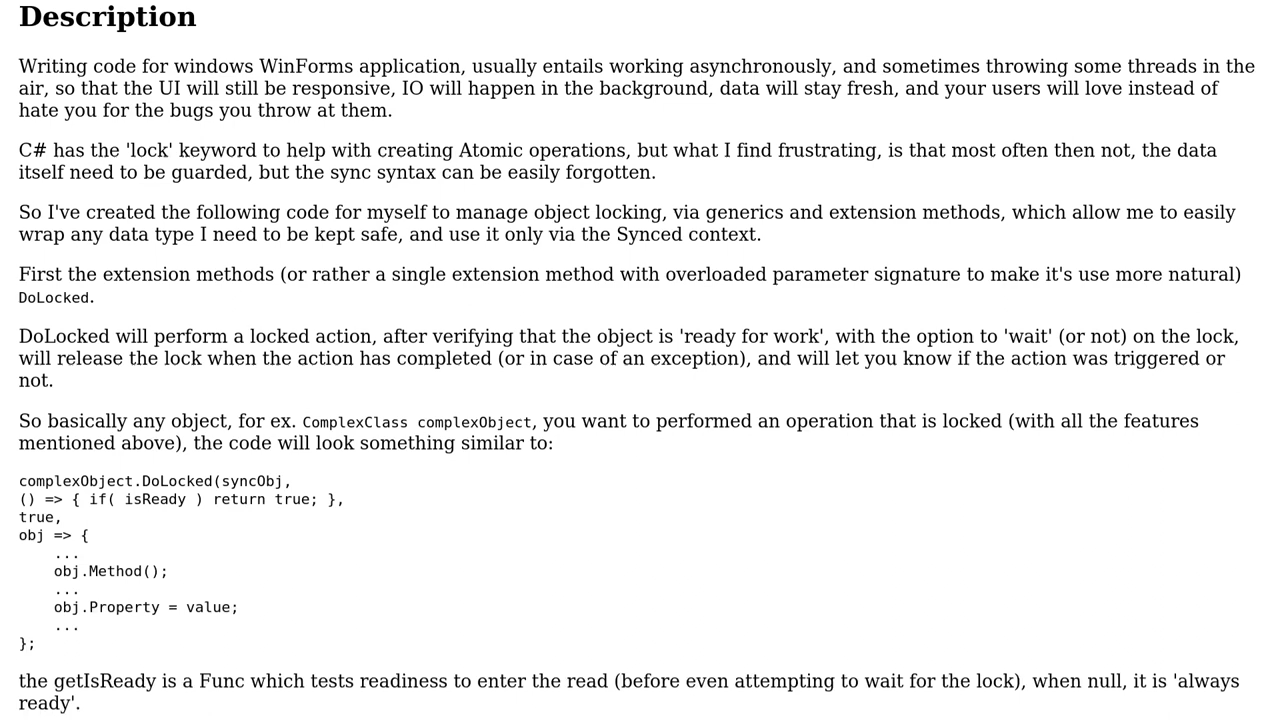 Description
Writing code for windows WinForms application, usually entails working asynchronously, and sometimes throwing some threads in the
air, so that the UI will still be responsive, IO will happen in the background, data will stay fresh, and your users will love instead of
hate you for the bugs you throw at them.
C# has the 'lock' keyword to help with creating Atomic operations, but what I find frustrating, is that most often then not, the data
itself need to be guarded, but the sync syntax can be easily forgotten.
So I've created the following code for myself to manage object locking, via generics and extension methods, which allow me to easily
wrap any data type I need to be kept safe, and use it only via the Synced context.
First the extension methods (or rather a single extension method with overloaded parameter signature to make it's use more natural)
DoLocked.
DoLocked will perform a locked action, after verifying that the object is 'ready for work', with the option to 'wait' (or not) on the lock,
will release the lock when the action has completed (or in case of an exception), and will let you know if the action was triggered or
not.
So basically any object, for ex. ComplexClass complexObject, you want to performed an operation that is locked (with all the features
mentioned above), the code will look something similar to:
complexObject.DoLocked(syncObj,
() => { if( isReady ) return true; },
true,
obj => {
    ...
    obj.Method();
    ...
    obj.Property = value;
    ...
};
the getIsReady is a Func which tests readiness to enter the read (before even attempting to wait for the lock), when null, it is 'always
ready'.